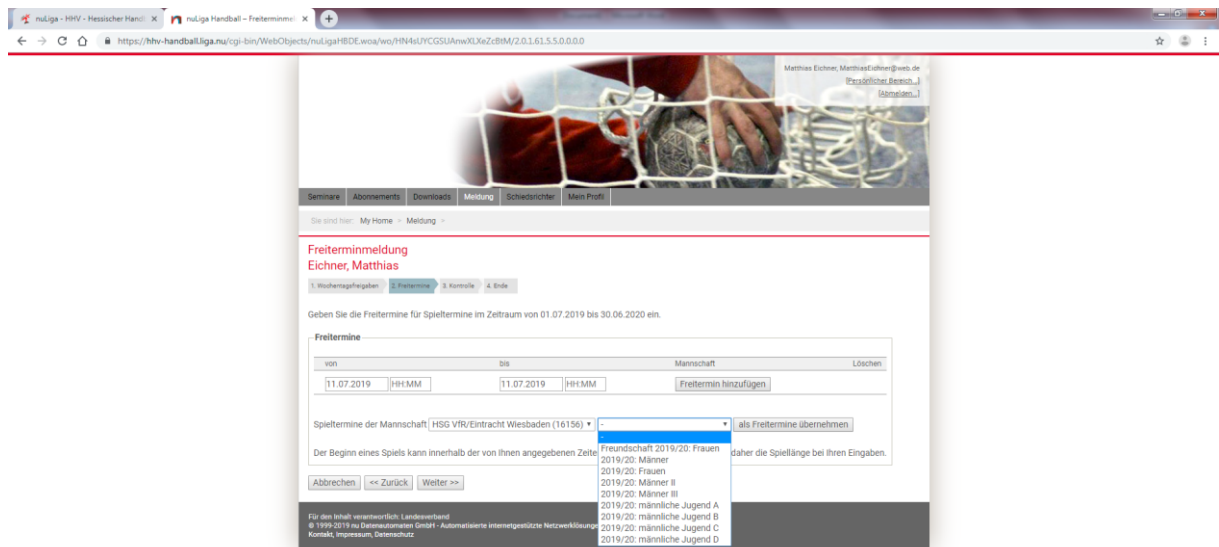 nuLiga - HHV - Hessischer Handb
nuLiga Handball – Freiterminmel
https://hhv-handball.liga.nu/cgi-bin/WebObjects/nuLigaHBDE.woa/wo/HN4sUYCGSUAnwXLXeZcBtM/2.0.1.61.5.5.0.0.0.0
Matthias Eichner, MatthiasEichner@web.de
[Persönlicher Bereich...]
[Abmelden...]
Seminare Abonnements Downloads Meldung Schiedsrichter Mein Profil
Sie sind hier: My Home > Meldung >
Freiterminmeldung
Eichner, Matthias
1. Wochentagsfreigaben 2. Freitermine 3. Kontrolle 4. Ende
Geben Sie die Freitermine für Spieltermine im Zeitraum von 01.07.2019 bis 30.06.2020 ein.
Freitermine
von bis Mannschaft Löschen
11.07.2019 HH:MM 11.07.2019 HH:MM Freitermin hinzufügen
Spieltermine der Mannschaft HSG VfR/Eintracht Wiesbaden (16156) - als Freitermine übernehmen
-
Freundschaft 2019/20: Frauen
2019/20: Männer
2019/20: Frauen
2019/20: Männer II
2019/20: Männer III
2019/20: männliche Jugend A
2019/20: männliche Jugend B
2019/20: männliche Jugend C
2019/20: männliche Jugend D
Der Beginn eines Spiels kann innerhalb der von Ihnen angegebenen Zeite daher die Spiellänge bei Ihren Eingaben.
Abbrechen << Zurück Weiter >>
Für den Inhalt verantwortlich: Landesverband
© 1999-2019 nu Datenautomaten GmbH - Automatisierte internetgestützte Netzwerklösunge
Kontakt, Impressum, Datenschutz